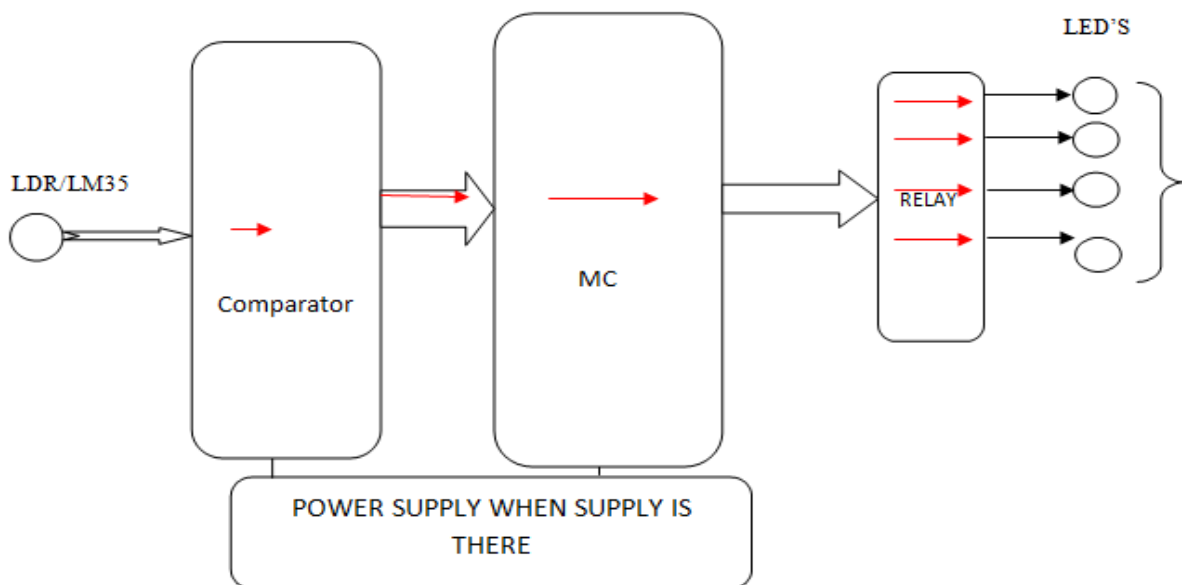 LED'S
LDR/LM35
Comparator
MC
RELAY
POWER SUPPLY WHEN SUPPLY IS
THERE